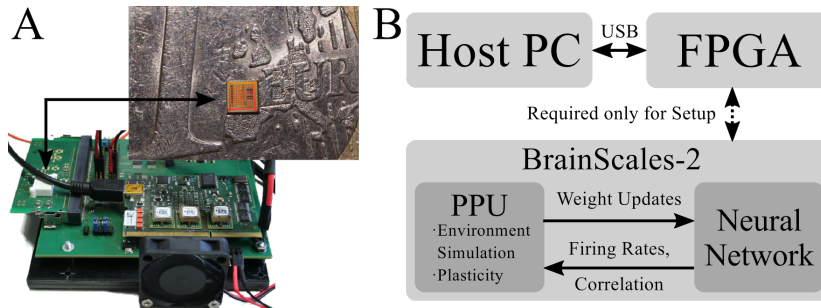 A
B
Host PC
USB
FPGA
Required only for Setup
BrainScales-2
PPU
·Environment
Simulation
·Plasticity
Weight Updates
Firing Rates,
Correlation
Neural
Network